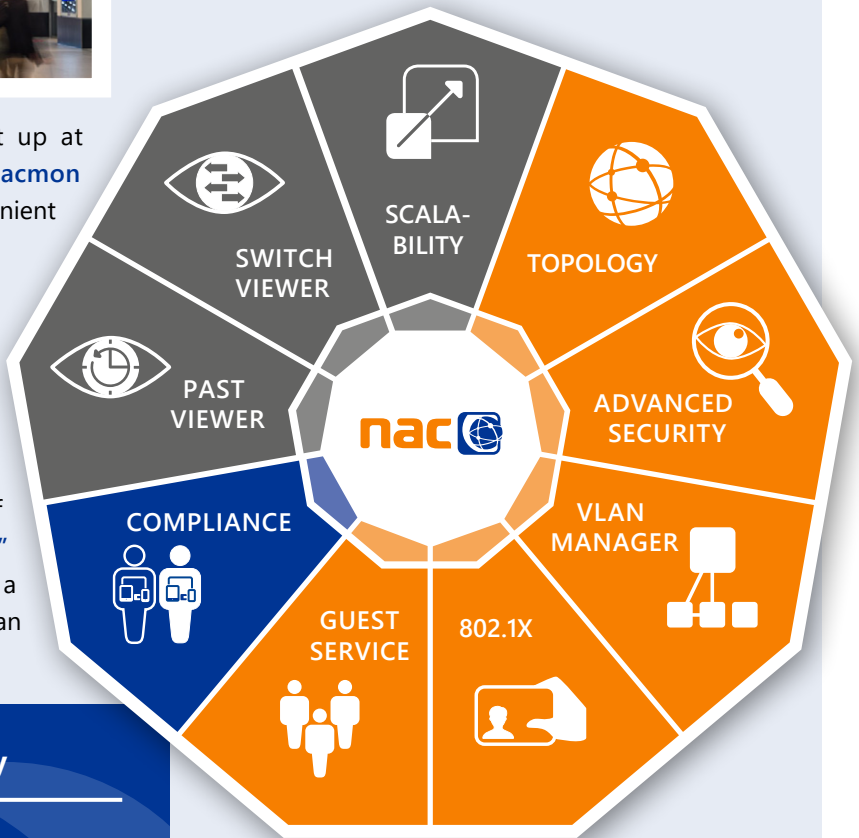 up at
acmon
nient
a
SCALA-
BILITY
TOPOLOGY
SWITCH
VIEWER
ADVANCED
SECURITY
PAST
VIEWER
nac
VLAN
MANAGER
COMPLIANCE
802.1X
GUEST
SERVICE